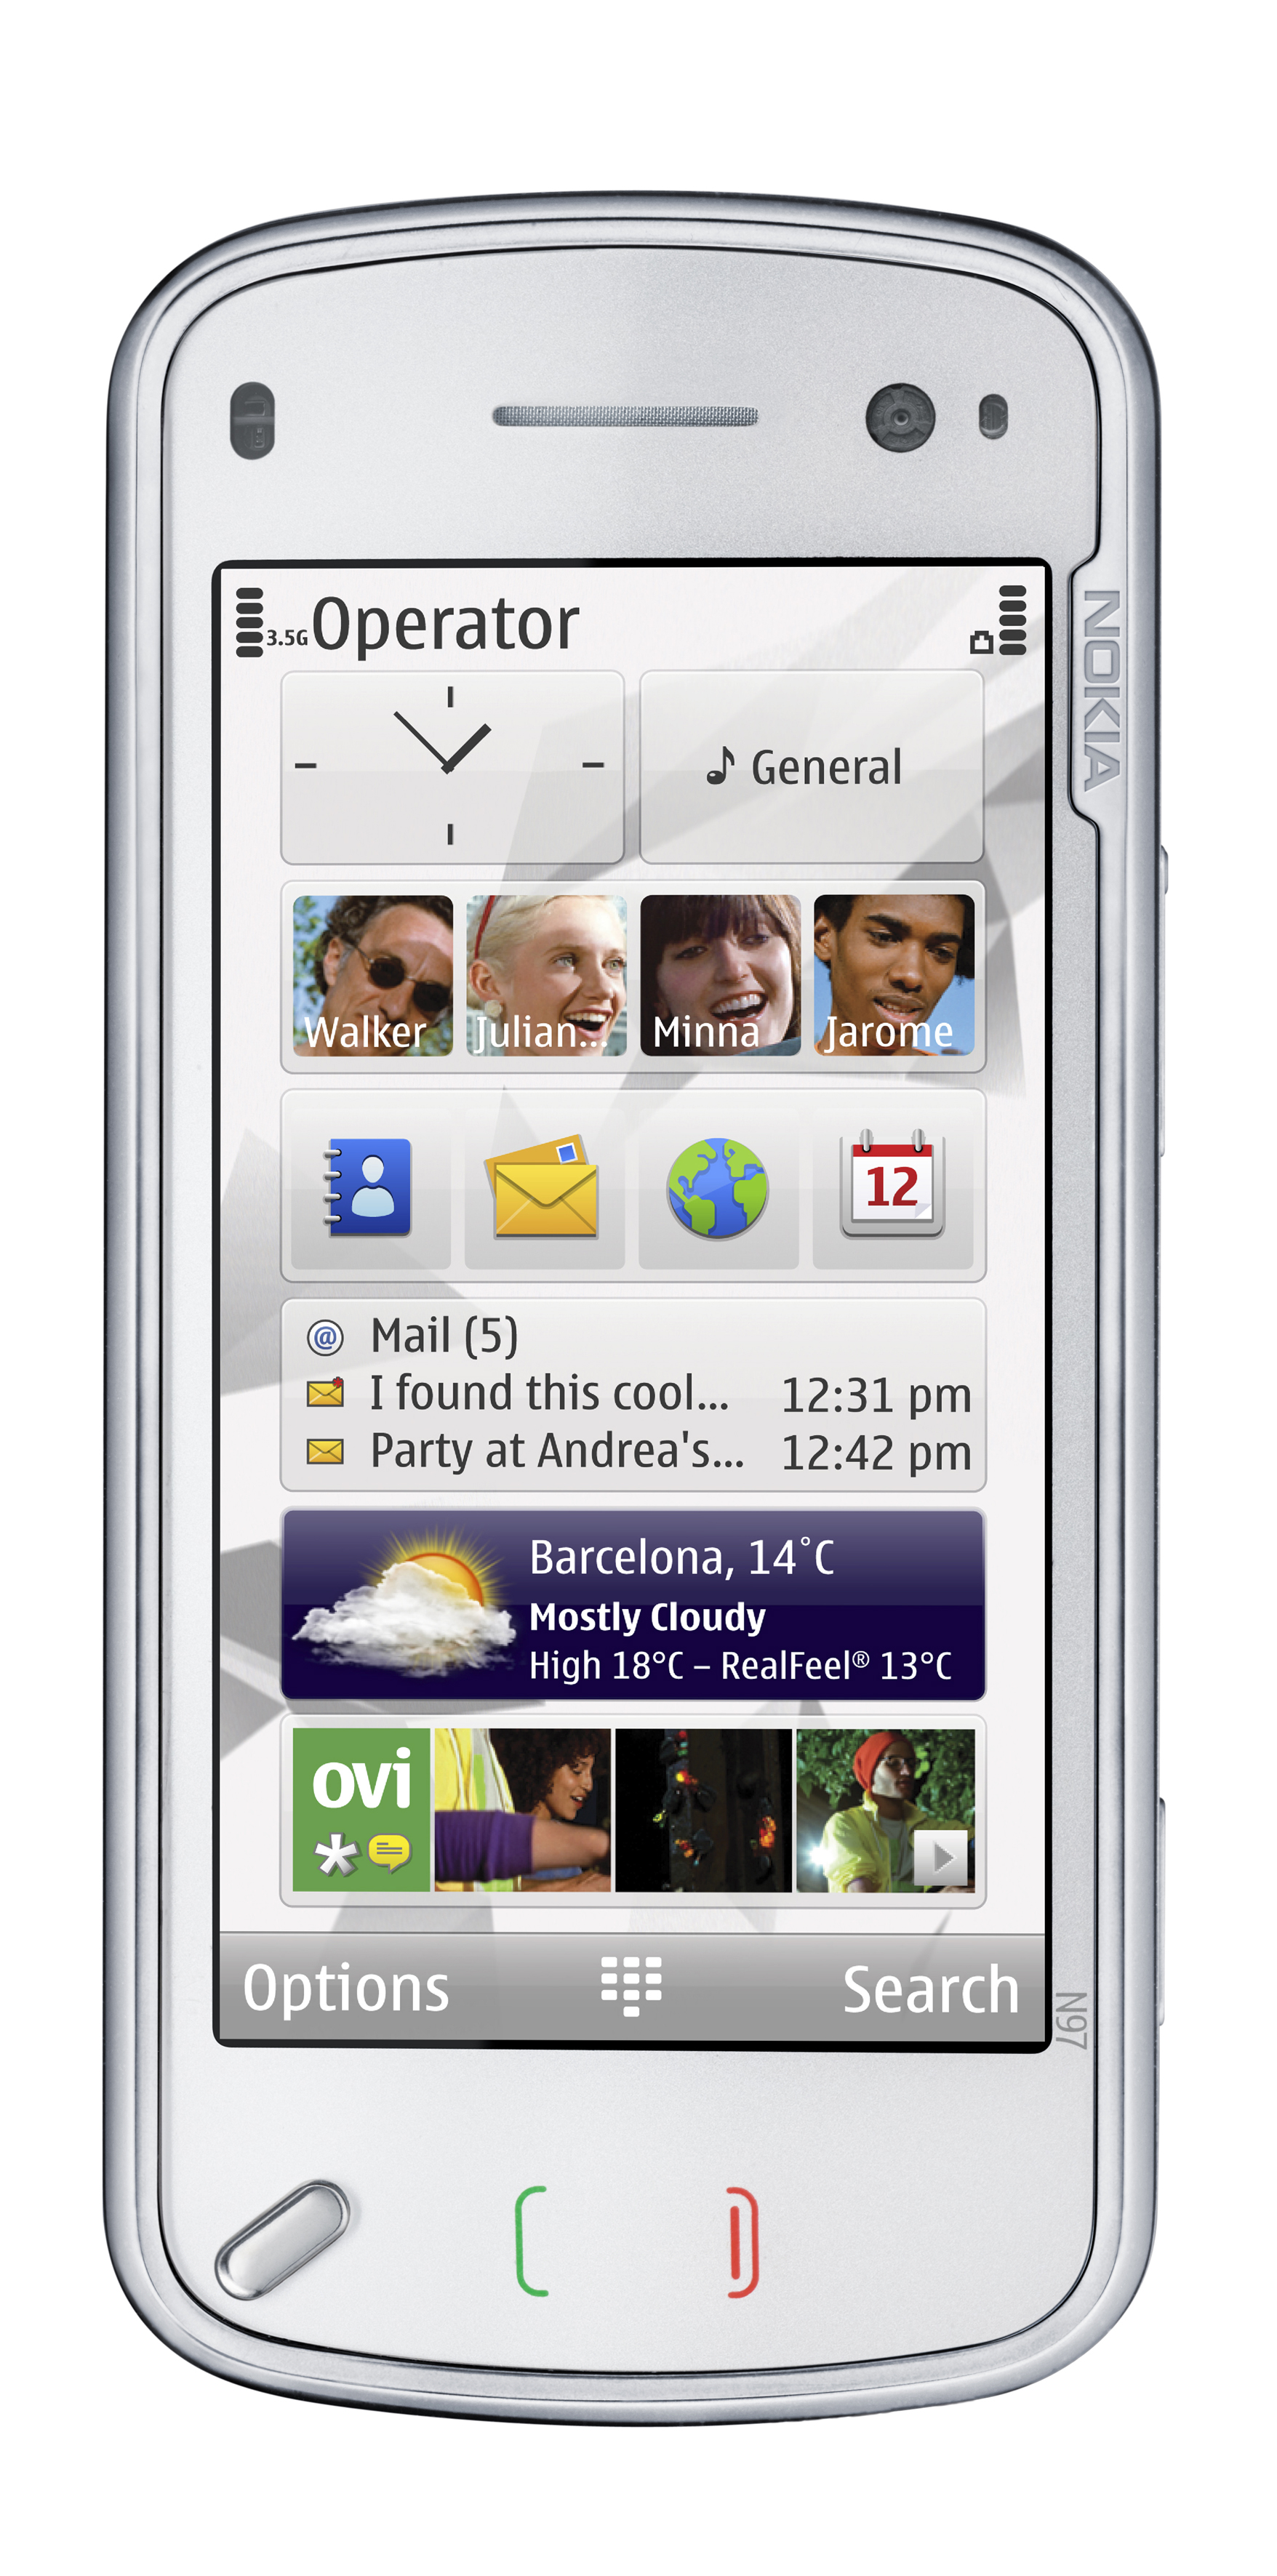 3.5G Operator
NOKIA
General
Walker
Julian...
Minna
Jarome
12
@ Mail (5)
I found this cool... 12:31 pm
Party at Andrea's... 12:42 pm
Barcelona, 14°C
Mostly Cloudy
High 18°C – RealFeel® 13°C
ovi
Options
Search
N97